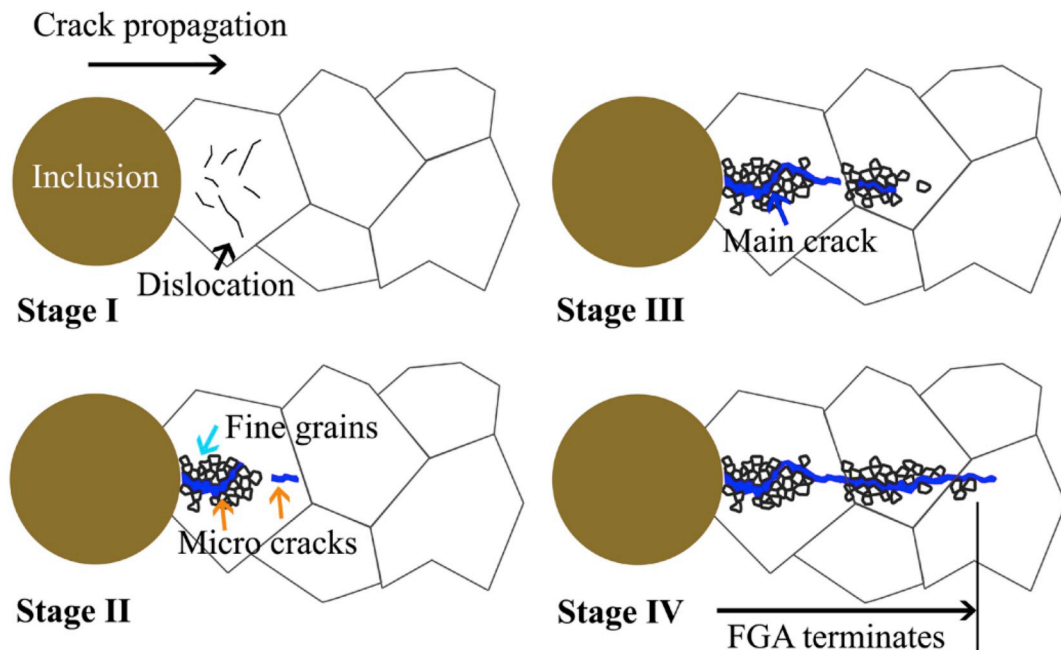 Crack propagation
Inclusion
Dislocation
Stage I
Main crack
Stage III
Fine grains
Micro cracks
Stage II
Stage IV
FGA terminates